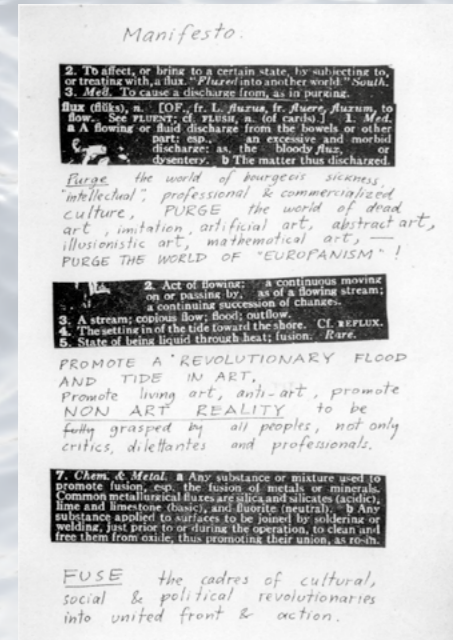 Manifesto.
2. To affect, or bring to a certain state, by subjecting to,
or treating with, a flux. "Fluxed into another world." South.
3. Med. To cause a discharge from, as in purging.
flux (flŭks), n. [OF., fr. L. fluxus, fr. fluere, fluxum, to
flow. See FLUENT; cf. FLUSH, n. (of cards).] 1. Med.
a A flowing or fluid discharge from the bowels or other
part; esp., an excessive and morbid
discharge; as, the bloody flux, or
dysentery. b The matter thus discharged.
Purge the world of bourgeois sickness,
"intellectual", professional & commercialized
culture, PURGE the world of dead
art, imitation, artificial art, abstract art,
illusionistic art, mathematical art, —
PURGE THE WORLD OF "EUROPANISM"!
2. Act of flowing: a continuous moving
on or passing by, as of a flowing stream;
a continuing succession of changes.
3. A stream; copious flow; flood; outflow.
4. The setting in of the tide toward the shore. Cf. REFLUX.
5. State of being liquid through heat; fusion. Rare.
PROMOTE A REVOLUTIONARY FLOOD
AND TIDE IN ART,
Promote living art, anti-art, promote
NON ART REALITY to be
fully grasped by all peoples, not only
critics, dilettantes and professionals.
7. Chem. & Metal. a Any substance or mixture used to
promote fusion, esp. the fusion of metals or minerals.
Common metallurgical fluxes are silica and silicates (acidic),
lime and limestone (basic), and fluorite (neutral). b Any
substance applied to surfaces to be joined by soldering or
welding, just prior to or during the operation, to clean and
free them from oxide, thus promoting their union, as rosin.
FUSE the cadres of cultural,
social & political revolutionaries
into united front & action.